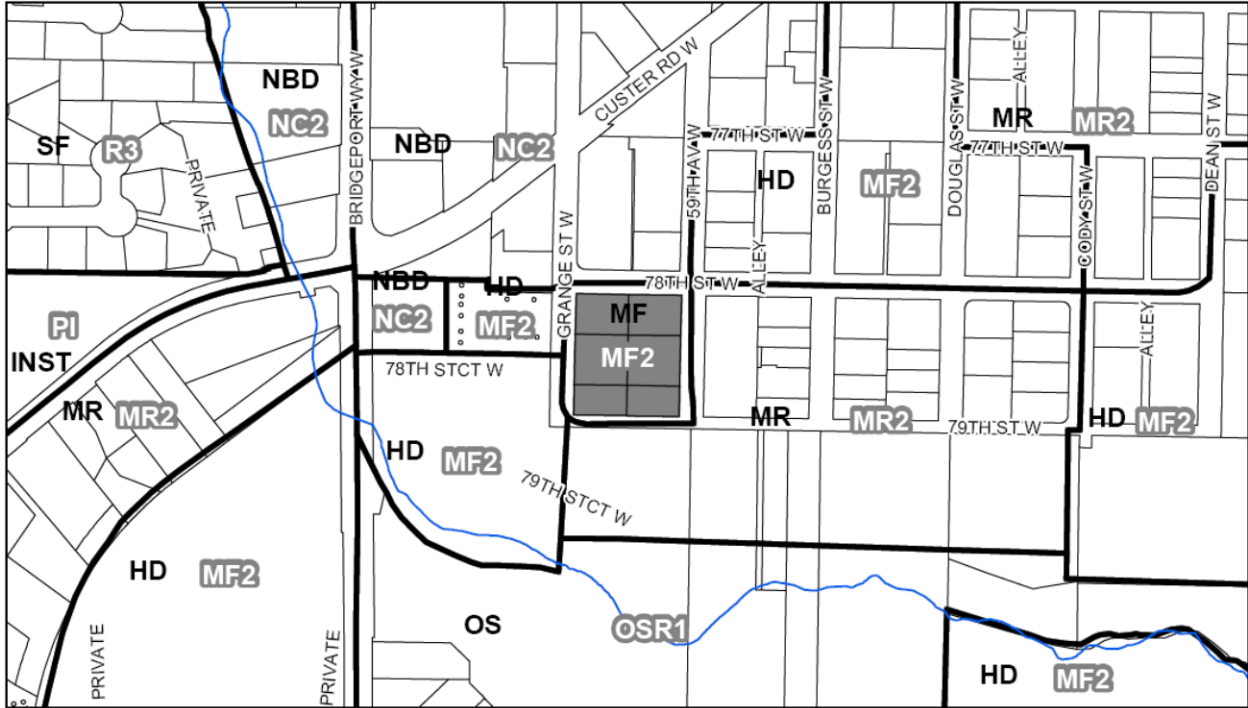 NBD
NC2
SF
R3
PRIVATE
BRIDGEPORT WY W
NBD
NC2
CUSTER RD W
GRANGE ST W
59TH AV W
77TH ST W
HD
ALLEY
BURGESS ST W
MF2
DOUGLAS ST W
ALLEY
MR
MR2
77TH ST W
CODY ST W
DEAN ST W
PI
INST
NBD
NC2
HD
MF2
78TH ST W
MF
MF2
78TH STCT W
MR
MR2
HD
MF2
79TH STCT W
MR
MR2
79TH ST W
ALLEY
HD
MF2
HD
MF2
PRIVATE
PRIVATE
OS
OSR1
HD
MF2